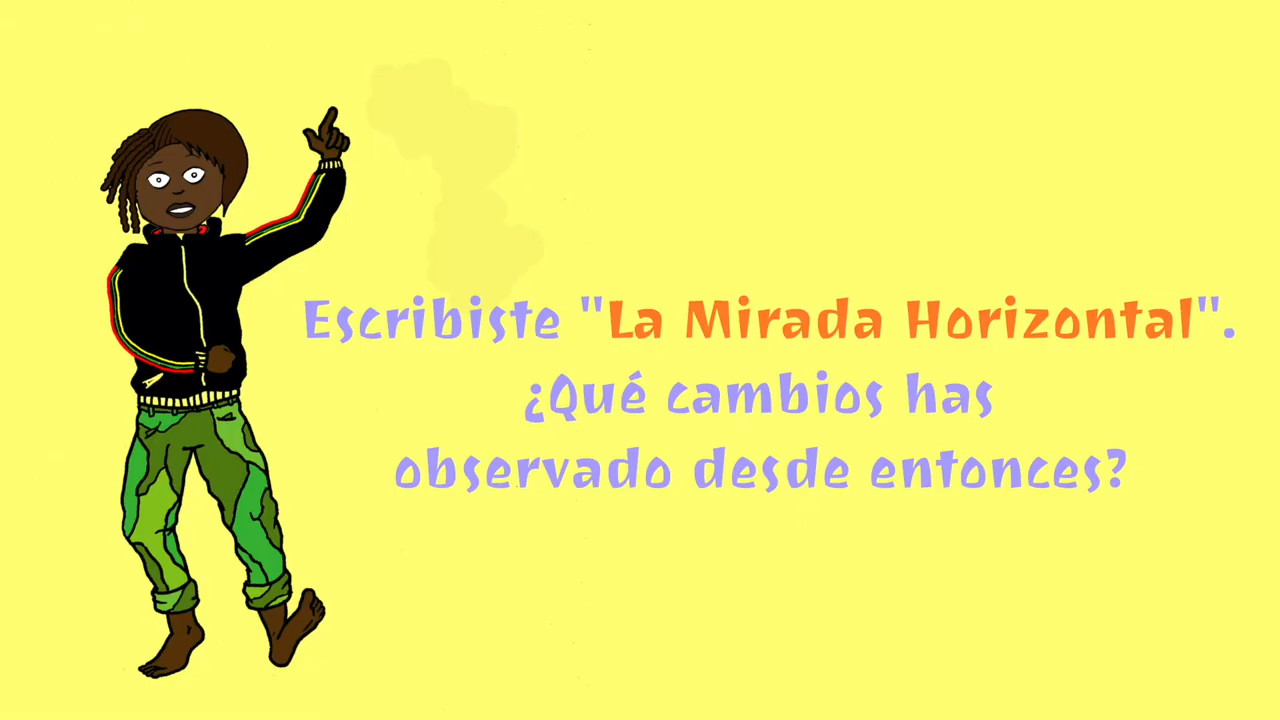 Escribiste "La Mirada Horizontal".
¿Qué cambios has
observado desde entonces?